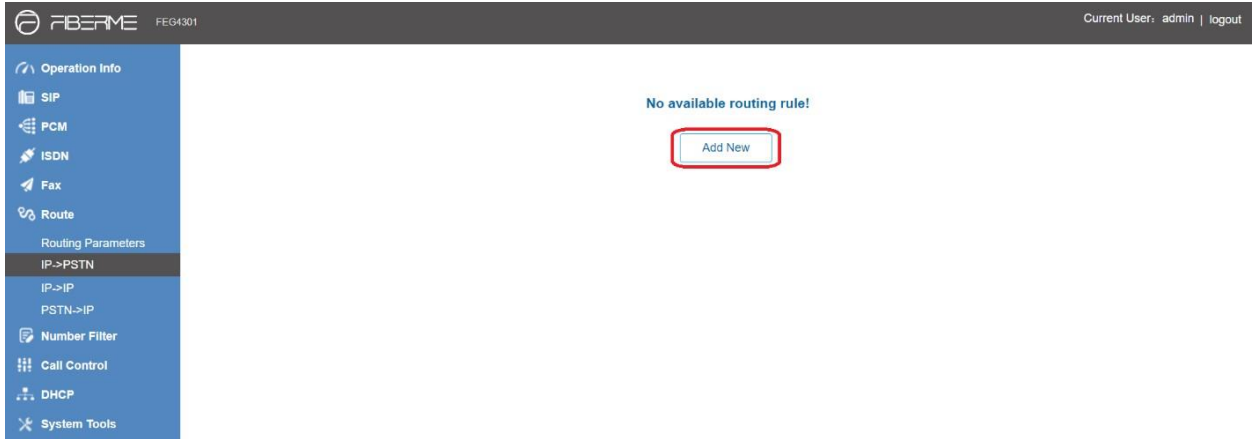 FIBERME FEG4301 Current User: admin | logout
Operation Info
SIP
PCM
ISDN
Fax
Route
Routing Parameters
IP->PSTN
IP->IP
PSTN->IP
Number Filter
Call Control
DHCP
System Tools
No available routing rule!
Add New